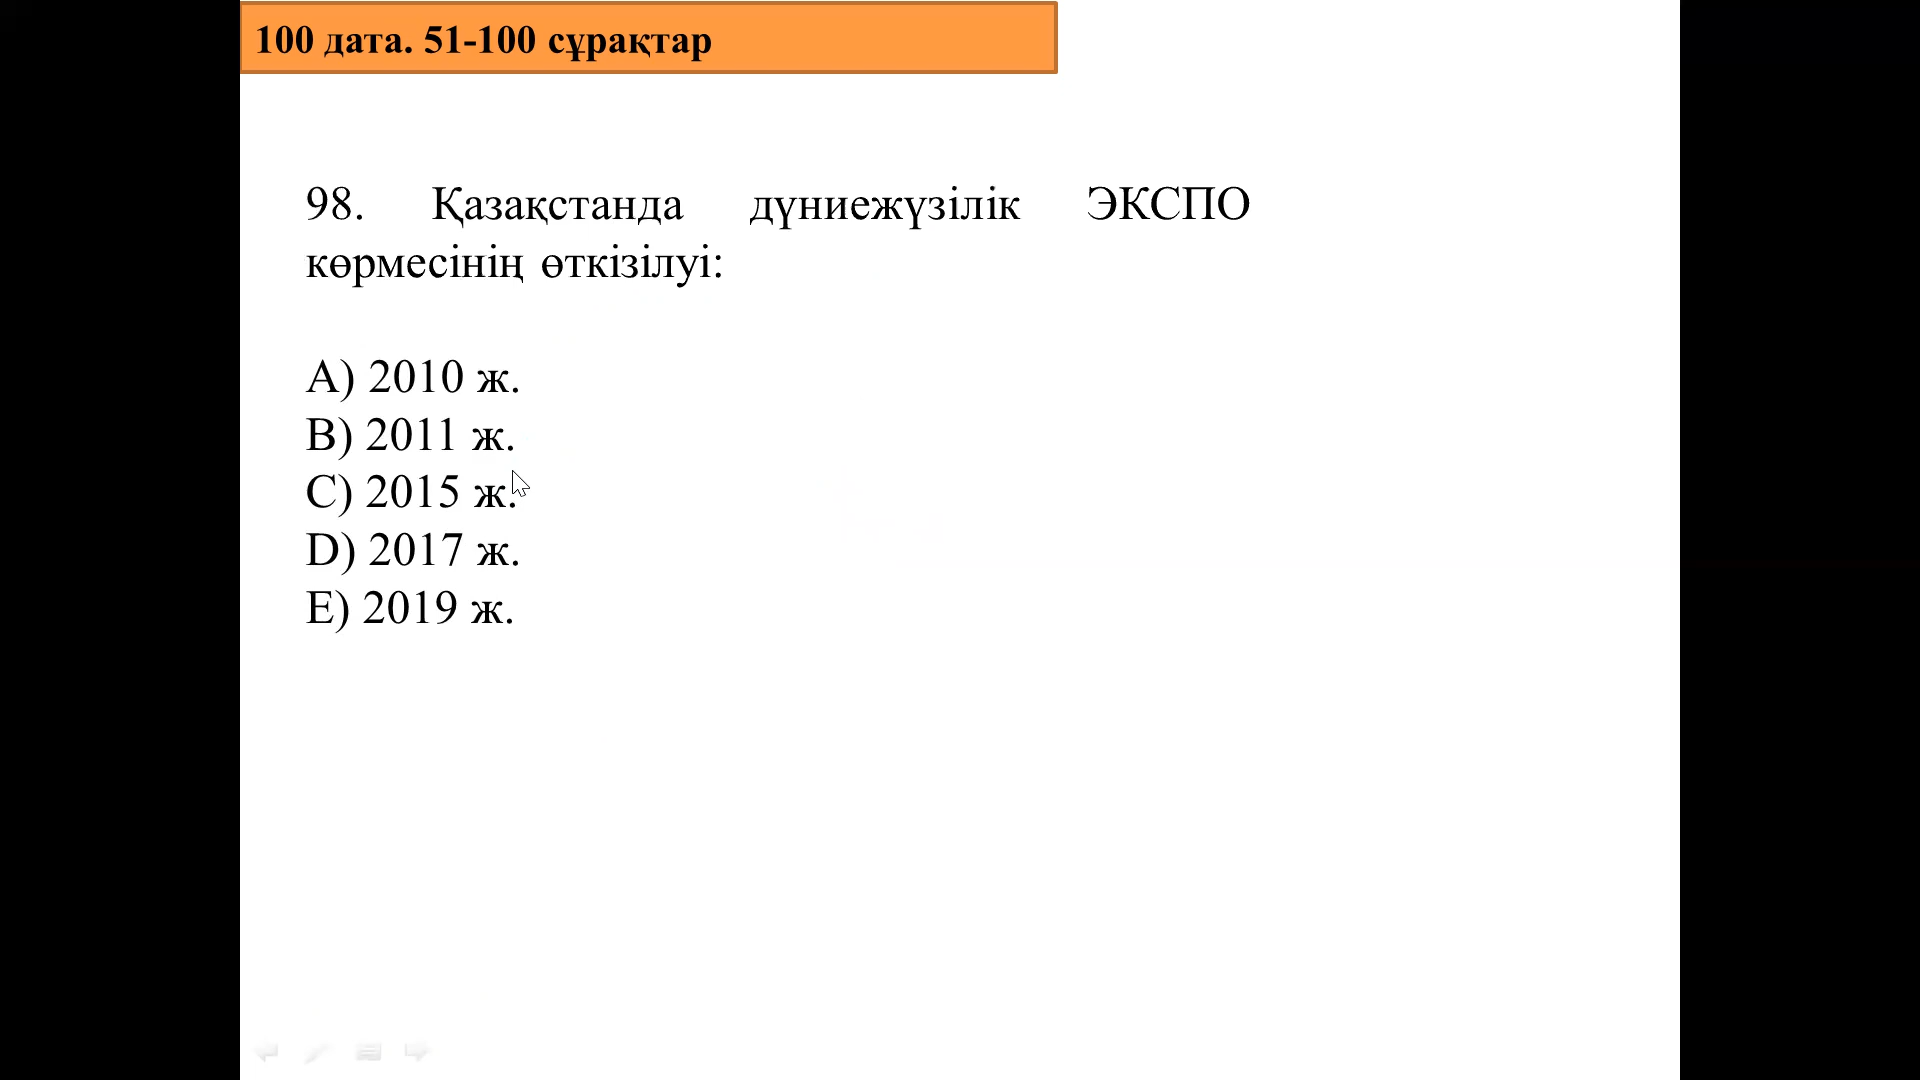 100 дата. 51-100 сұрақтар
98. Қазақстанда дүниежүзілік ЭКСПО
көрмесінің өткізілуі:
A) 2010 ж.
B) 2011 ж.
C) 2015 ж.
D) 2017 ж.
E) 2019 ж.